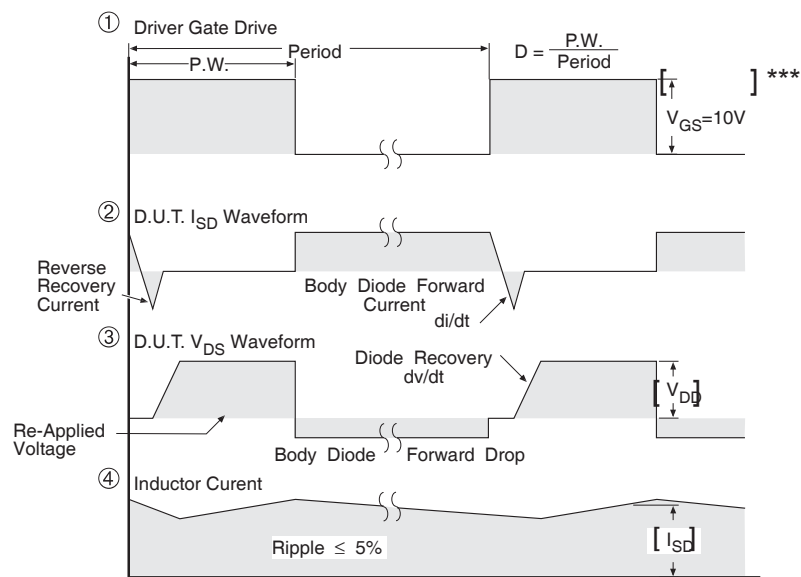 ① Driver Gate Drive
Period
P.W.
D = P.W. / Period
[ ] ***
V_GS=10V
② D.U.T. I_SD Waveform
Reverse
Recovery
Current
Body Diode Forward
Current
di/dt
③ D.U.T. V_DS Waveform
Diode Recovery
dv/dt
[ V_DD ]
Re-Applied
Voltage
Body Diode Forward Drop
④ Inductor Curent
Ripple ≤ 5%
[ I_SD ]